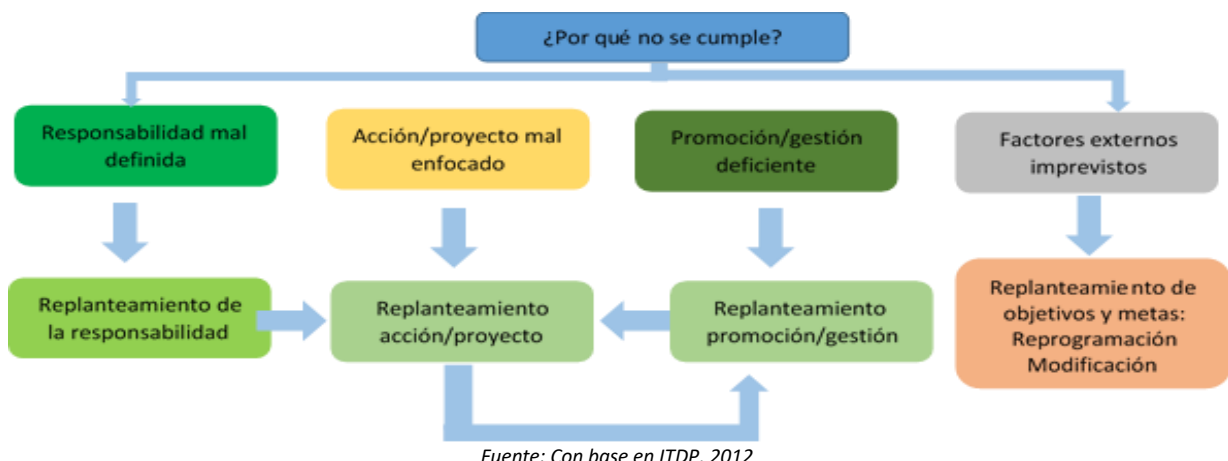 ¿Por qué no se cumple?
Responsabilidad mal
definida
Acción/proyecto mal
enfocado
Promoción/gestión
deficiente
Factores externos
imprevistos
Replanteamiento de
la responsabilidad
Replanteamiento
acción/proyecto
Replanteamiento
promoción/gestión
Replanteamiento de
objetivos y metas:
Reprogramación
Modificación
Fuente: Con base en ITDP, 2012